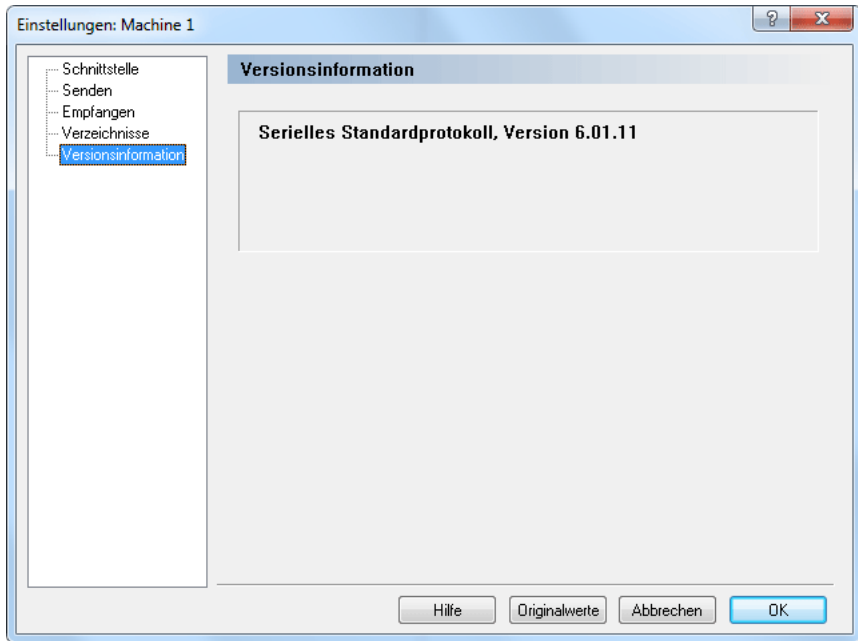 Einstellungen: Machine 1
Schnittstelle
Senden
Empfangen
Verzeichnisse
Versionsinformation
Versionsinformation
Serielles Standardprotokoll, Version 6.01.11
Hilfe
Originalwerte
Abbrechen
OK